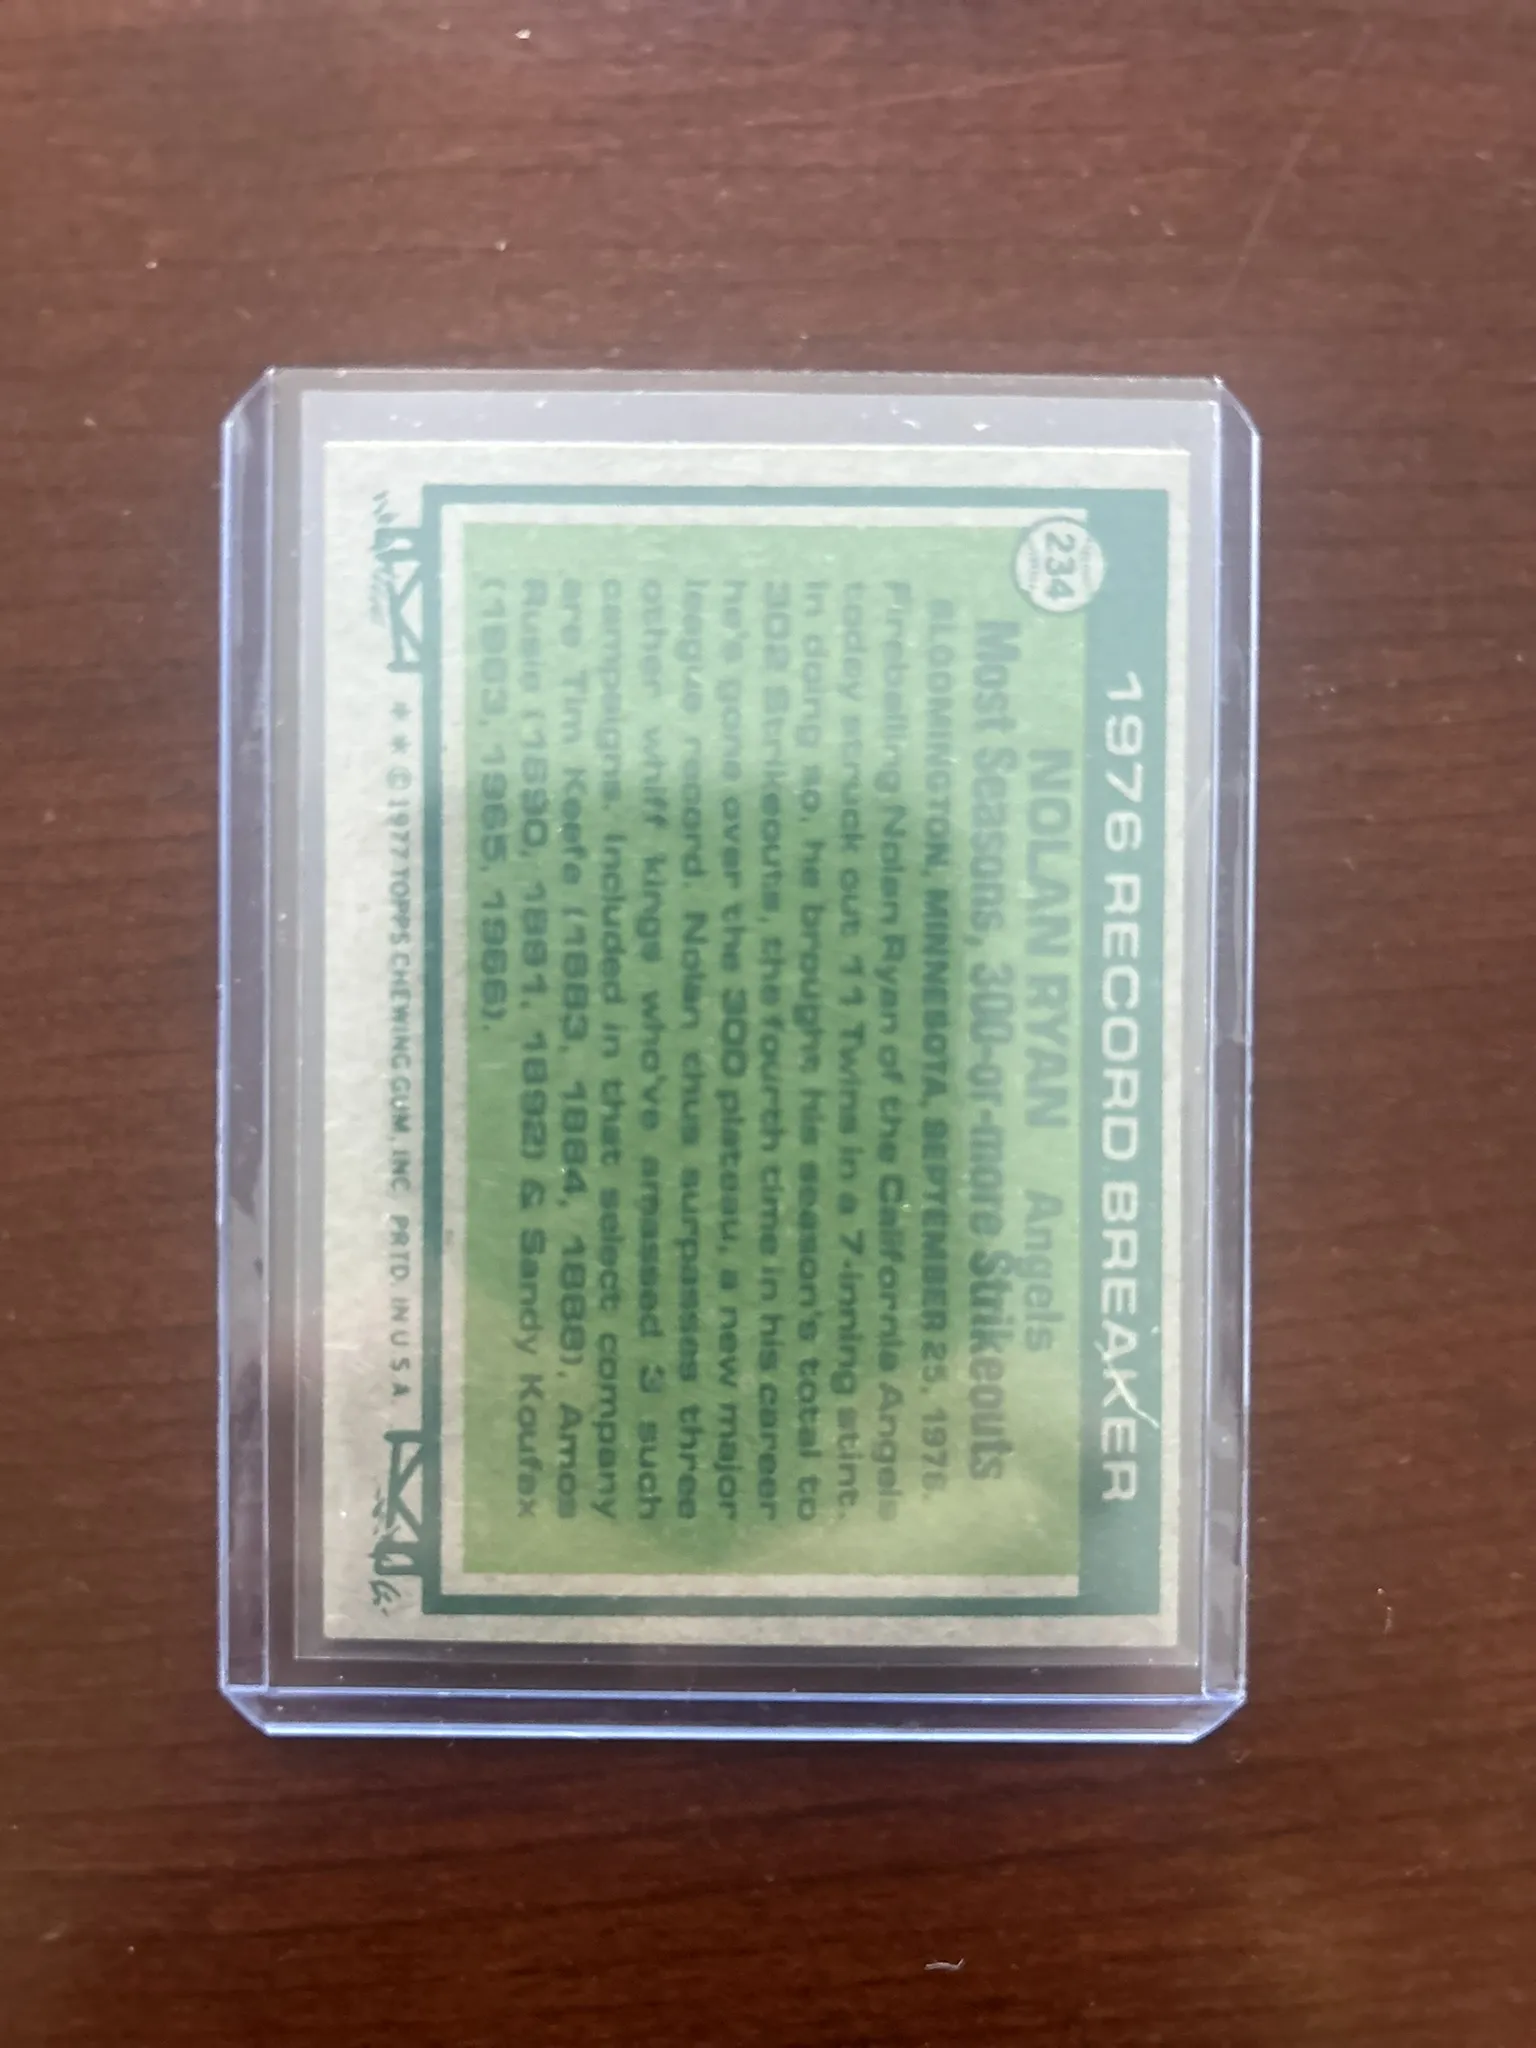 1976 RECORD BREAKER
234
NOLAN RYAN Angels
Most Seasons, 300-or-more Strikeouts
BLOOMINGTON, MINNESOTA, SEPTEMBER 25, 1976.
Fireballing Nolan Ryan of the California Angels
today struck out 11 Twins in a 7-inning stint.
In doing so, he brought his season's total to
302 Strikeouts, the fourth time in his career
he's gone over the 300 plateau, a new major
league record. Nolan thus surpasses three
other whiff kings who've amassed 3 such
campaigns. Included in that select company
are Tim Keefe (1883, 1884, 1888), Amos
Rusie (1890, 1891, 1892) & Sandy Koufax
(1963, 1965, 1966).
* * © 1977 TOPPS CHEWING GUM, INC. PRTD. IN U S A